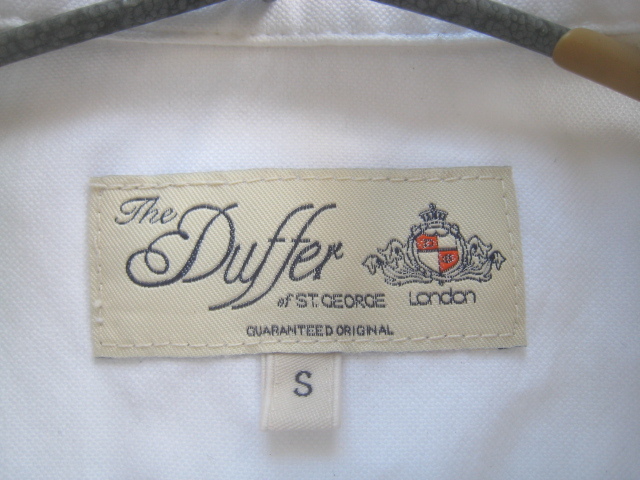 The
Duffer
of ST. GEORGE
London
GUARANTEED ORIGINAL
S